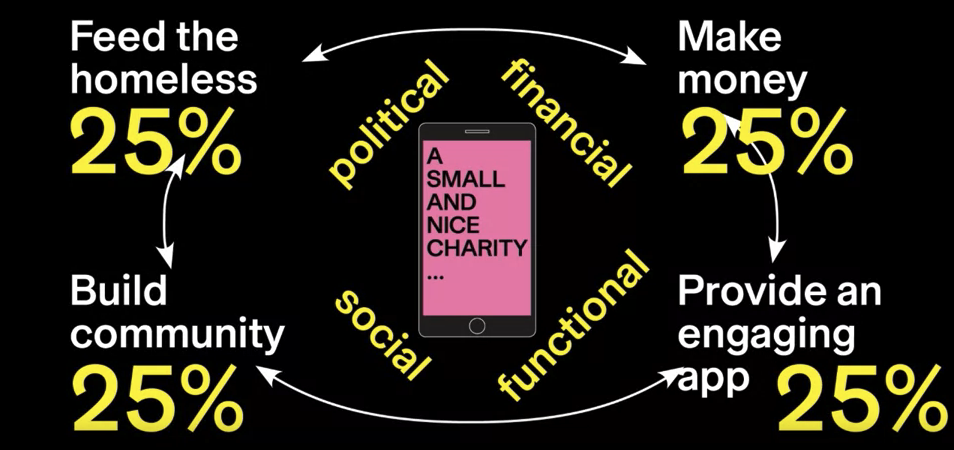 Feed the
homeless
25%
Make
money
25%
political
financial
A
SMALL
AND
NICE
CHARITY
...
social
functional
Build
community
25%
Provide an
engaging
app 25%